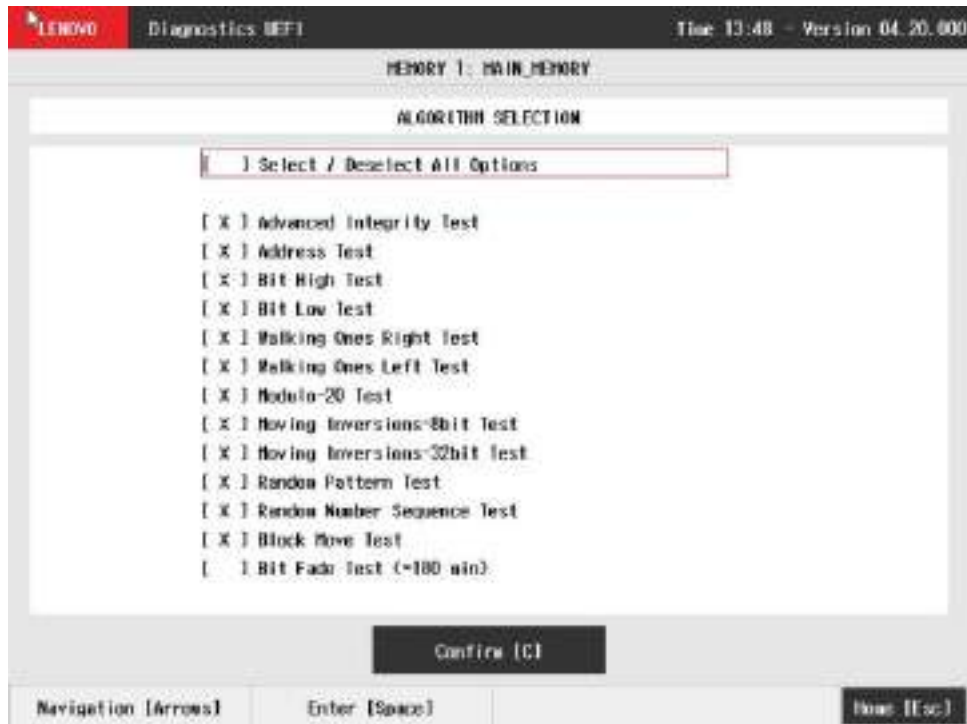 LENOVO Diagnostics UEFI Time 13:48 - Version 04.20.000
MEMORY 1: MAIN_MEMORY
ALGORITHM SELECTION
[   ] Select / Deselect All Options
[ X ] Advanced Integrity Test
[ X ] Address Test
[ X ] Bit High Test
[ X ] Bit Low Test
[ X ] Walking Ones Right Test
[ X ] Walking Ones Left Test
[ X ] Modulo-20 Test
[ X ] Moving Inversions-8bit Test
[ X ] Moving Inversions-32bit Test
[ X ] Random Pattern Test
[ X ] Random Number Sequence Test
[ X ] Block Move Test
[   ] Bit Fade Test (~180 min)
Confirm [C]
Navigation [Arrows] Enter [Space] Home [Esc]